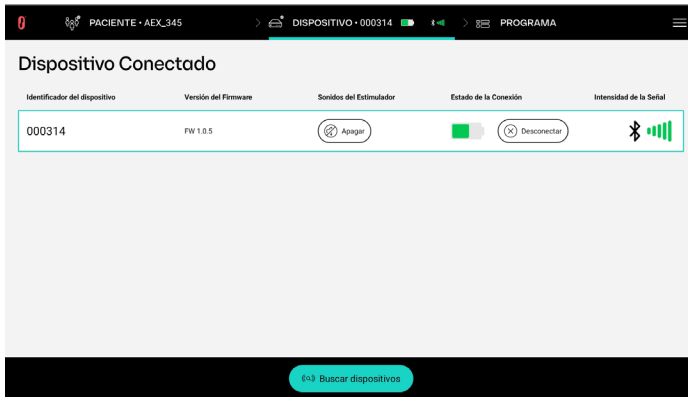 PACIENTE • AEX_345 > DISPOSITIVO • 000314 > PROGRAMA
Dispositivo Conectado
Identificador del dispositivo Versión del Firmware Sonidos del Estimulador Estado de la Conexión Intensidad de la Señal
000314 FW 1.0.5 Apagar Desconectar
Buscar dispositivos